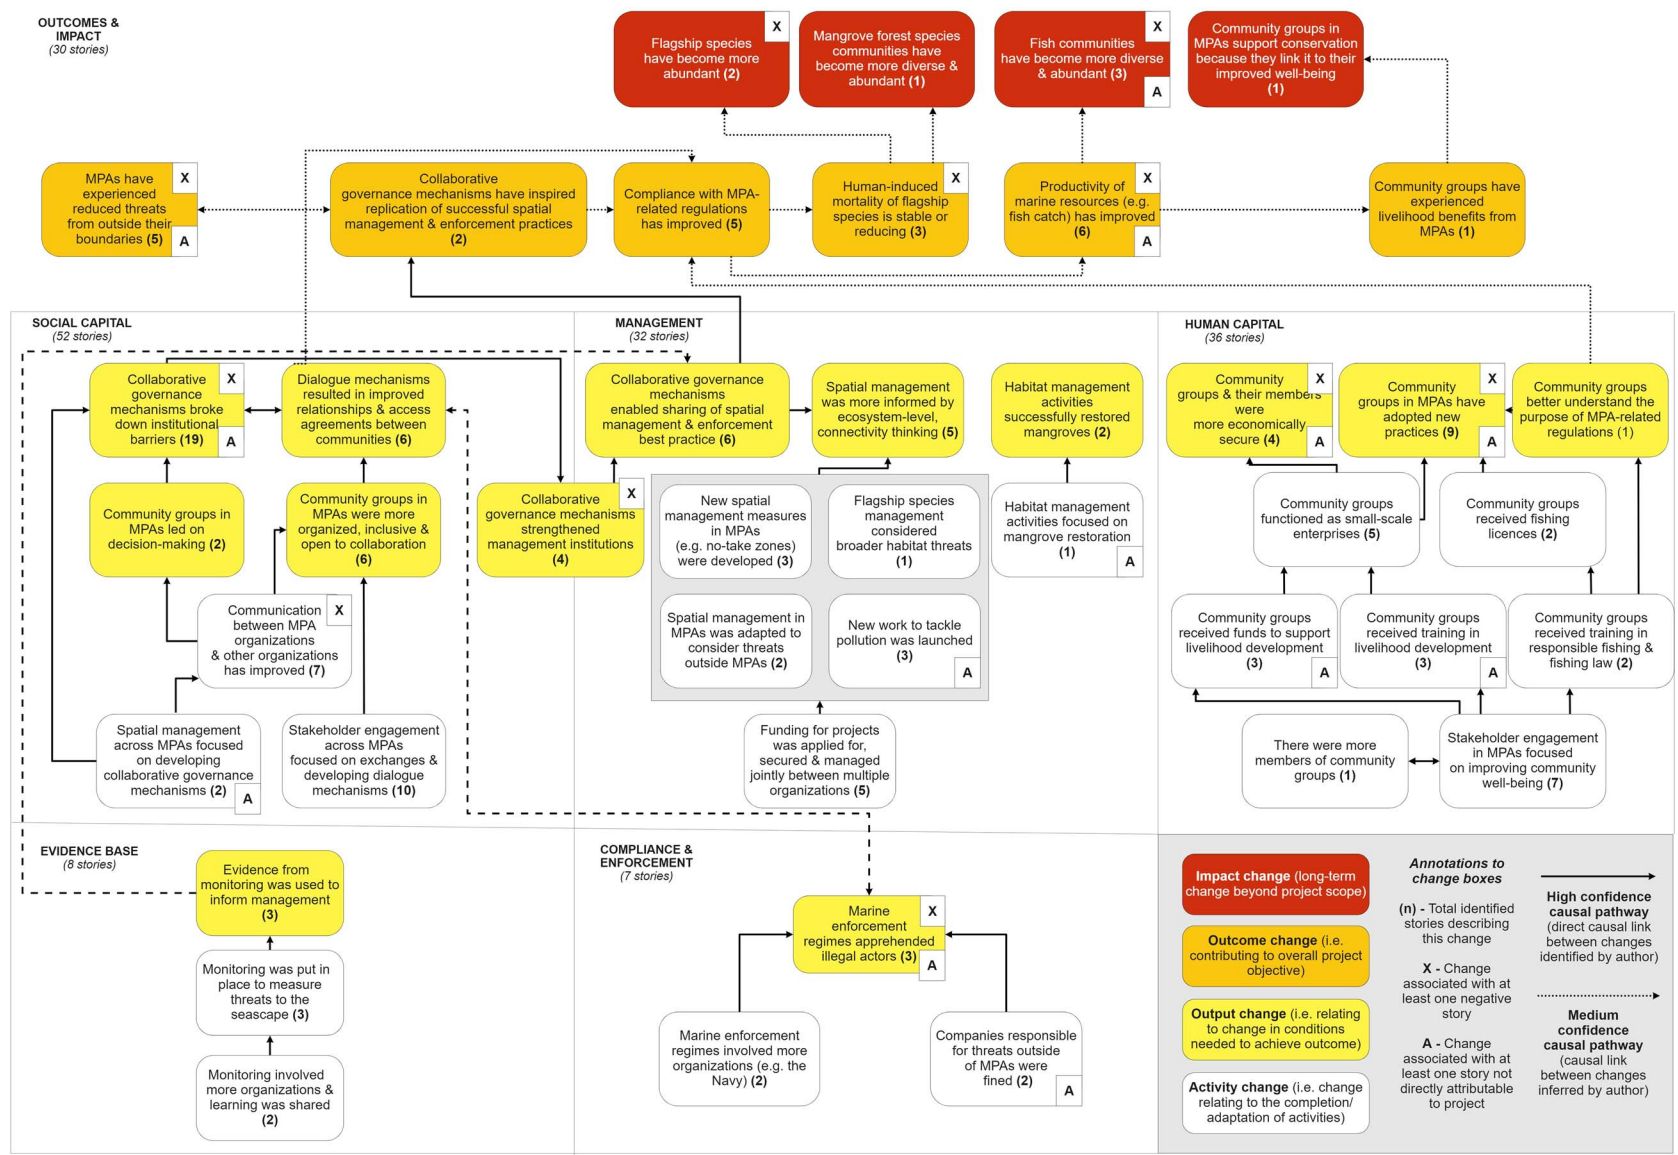 OUTCOMES &
IMPACT
(30 stories)
Flagship species
have become more
abundant (2)
X
Mangrove forest species
communities have
become more diverse &
abundant (1)
Fish communities
have become more diverse
& abundant (3)
X
A
Community groups in
MPAs support conservation
because they link it to their
improved well-being
(1)
MPAs have
experienced
reduced threats
from outside their
boundaries (5)
X
A
Collaborative
governance mechanisms have inspired
replication of successful spatial
management & enforcement practices
(2)
Compliance with MPA-
related regulations
has improved (5)
Human-induced
mortality of flagship
species is stable or
reducing (3)
X
Productivity of
marine resources (e.g.
fish catch) has improved
(6)
X
A
Community groups have
experienced
livelihood benefits from
MPAs (1)
SOCIAL CAPITAL
(52 stories)
Collaborative
governance
mechanisms broke
down institutional
barriers (19)
X
A
Dialogue mechanisms
resulted in improved
relationships & access
agreements between
communities (6)
Community groups in
MPAs led on
decision-making (2)
Community groups in
MPAs were more
organized, inclusive &
open to collaboration
(6)
Communication
between MPA
organizations
& other organizations
has improved (7)
X
Spatial management
across MPAs focused
on developing
collaborative governance
mechanisms (2)
A
Stakeholder engagement
across MPAs
focused on exchanges &
developing dialogue
mechanisms (10)
MANAGEMENT
(32 stories)
Collaborative governance
mechanisms
enabled sharing of spatial
management & enforcement
best practice (6)
Spatial management
was more informed by
ecosystem-level,
connectivity thinking (5)
Habitat management
activities
successfully restored
mangroves (2)
Collaborative
governance mechanisms
strengthened
management institutions
(4)
X
New spatial
management measures
in MPAs
(e.g. no-take zones)
were developed (3)
Flagship species
management
considered
broader habitat threats
(1)
Habitat management
activities focused on
mangrove restoration
(1)
A
Spatial management in
MPAs was adapted to
consider threats
outside MPAs (2)
New work to tackle
pollution was launched
(3)
A
Funding for projects
was applied for,
secured & managed
jointly between multiple
organizations (5)
HUMAN CAPITAL
(36 stories)
Community
groups & their members
were
more economically
secure (4)
X
A
Community
groups in MPAs have
adopted new
practices (9)
X
A
Community groups
better understand the
purpose of MPA-related
regulations (1)
Community groups
functioned as small-scale
enterprises (5)
Community groups
received fishing
licences (2)
Community groups
received funds to support
livelihood development
(3)
A
Community groups
received training in
livelihood development
(3)
A
Community groups
received training in
responsible fishing &
fishing law (2)
There were more
members of community
groups (1)
Stakeholder engagement
in MPAs focused
on improving community
well-being (7)
EVIDENCE BASE
(8 stories)
Evidence from
monitoring was used to
inform management
(3)
Monitoring was put in
place to measure
threats to the
seascape (3)
Monitoring involved
more organizations &
learning was shared
(2)
COMPLIANCE &
ENFORCEMENT
(7 stories)
Marine
enforcement
regimes apprehended
illegal actors (3)
X
A
Marine enforcement
regimes involved more
organizations (e.g. the
Navy) (2)
Companies responsible
for threats outside
of MPAs were
fined (2)
A
Impact change (long-term
change beyond project scope)
Outcome change (i.e.
contributing to overall project
objective)
Output change (i.e. relating
to change in conditions
needed to achieve outcome)
Activity change (i.e. change
relating to the completion/
adaptation of activities)
Annotations to
change boxes
(n) - Total identified
stories describing
this change
X - Change
associated with at
least one negative
story
A - Change
associated with at
least one story not
directly attributable
to project
High confidence
causal pathway
(direct causal link
between changes
identified by author)
Medium
confidence
causal pathway
(causal link
between changes
inferred by author)